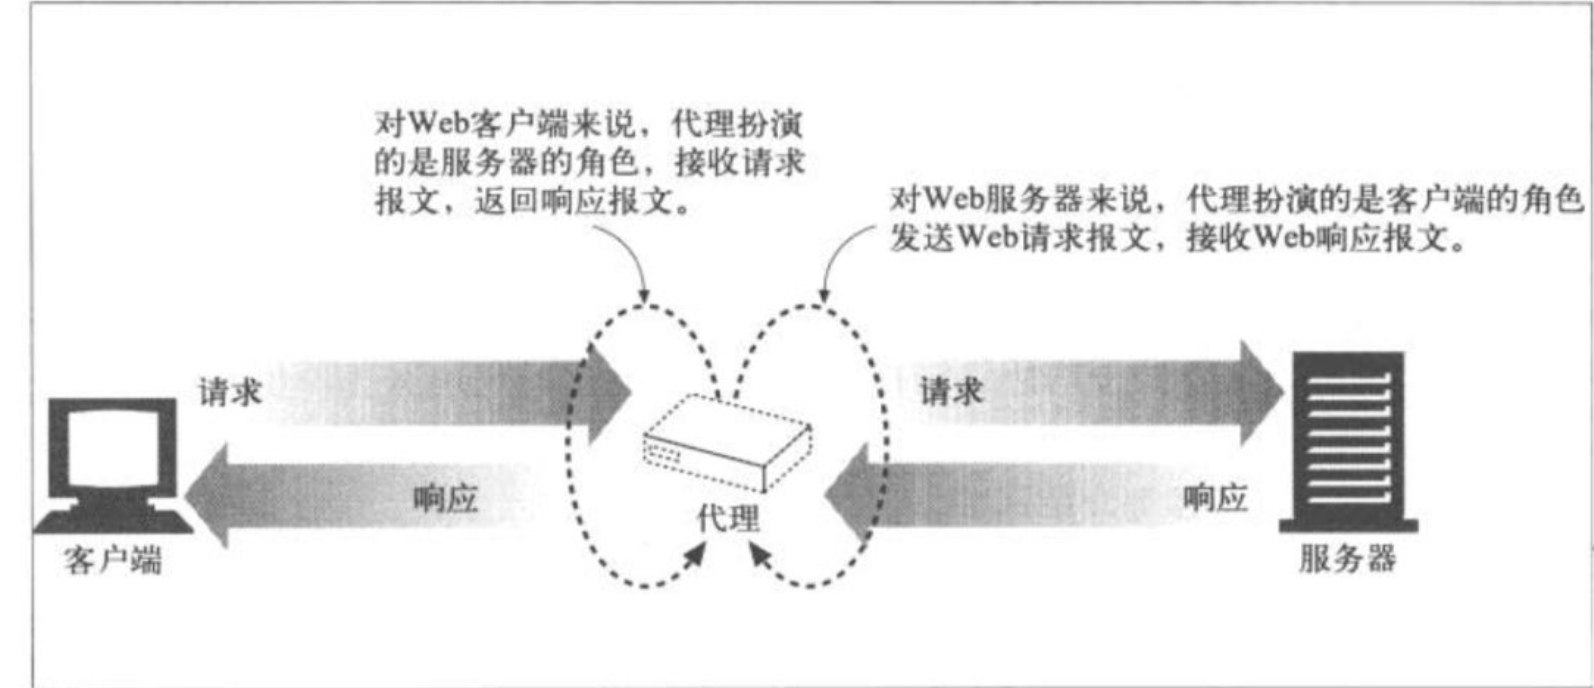 对Web客户端来说，代理扮演
的是服务器的角色，接收请求
报文，返回响应报文。
对Web服务器来说，代理扮演的是客户端的角色
发送Web请求报文，接收Web响应报文。
请求
请求
响应
响应
代理
客户端
服务器